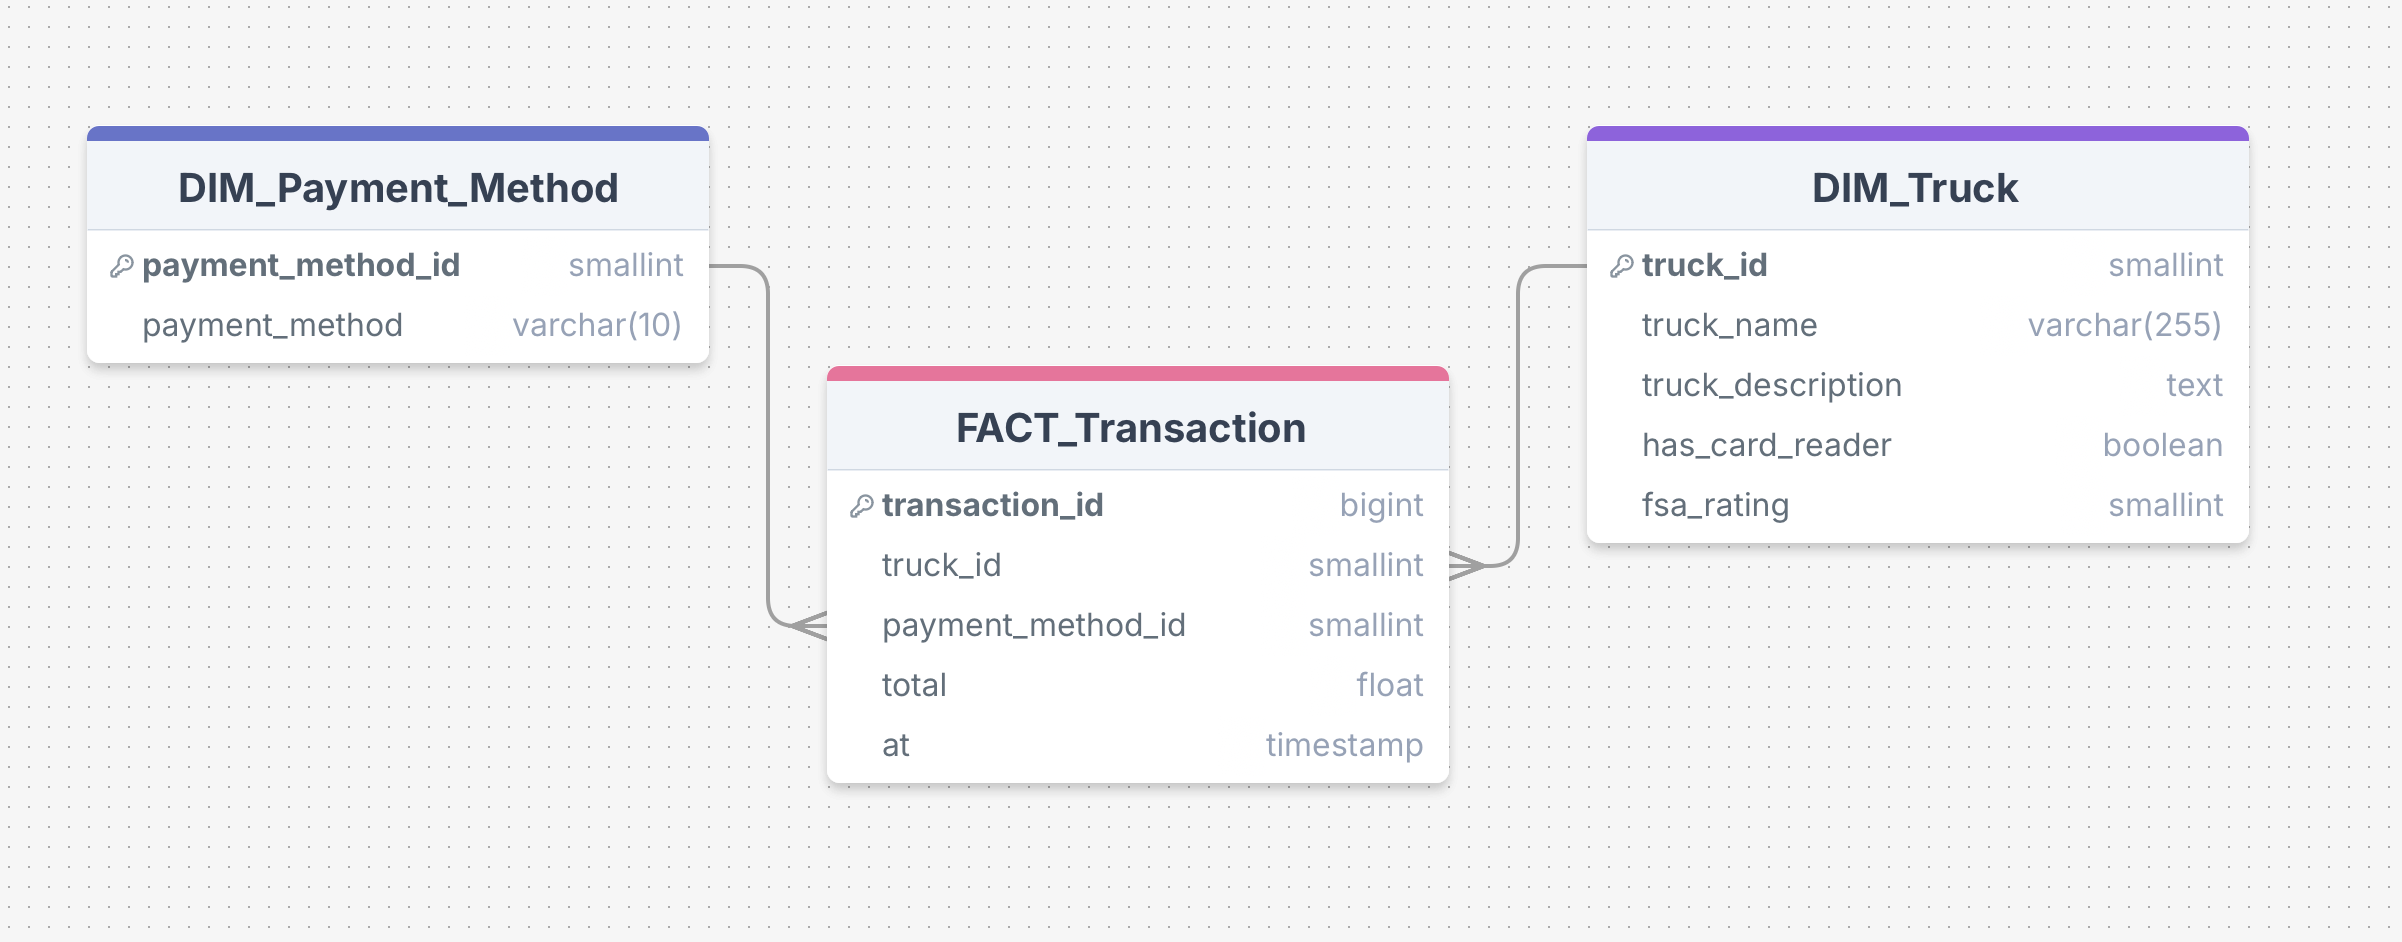 DIM_Payment_Method
payment_method_id smallint
payment_method varchar(10)
FACT_Transaction
transaction_id bigint
truck_id smallint
payment_method_id smallint
total float
at timestamp
DIM_Truck
truck_id smallint
truck_name varchar(255)
truck_description text
has_card_reader boolean
fsa_rating smallint